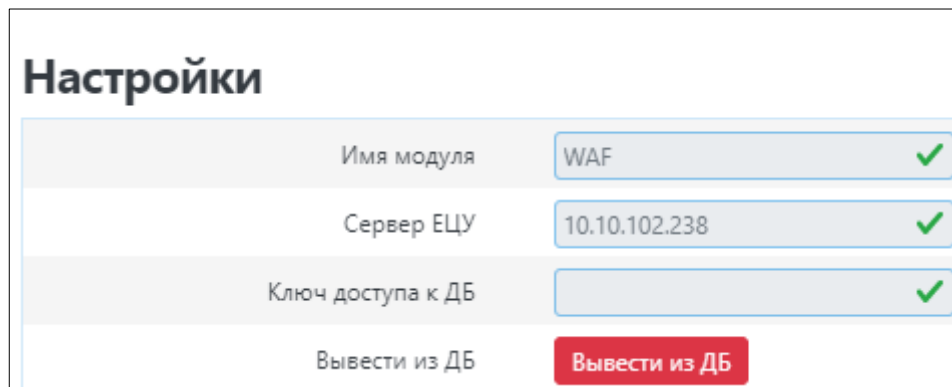 Настройки
Имя модуля WAF
Сервер ЕЦУ 10.10.102.238
Ключ доступа к ДБ
Вывести из ДБ Вывести из ДБ